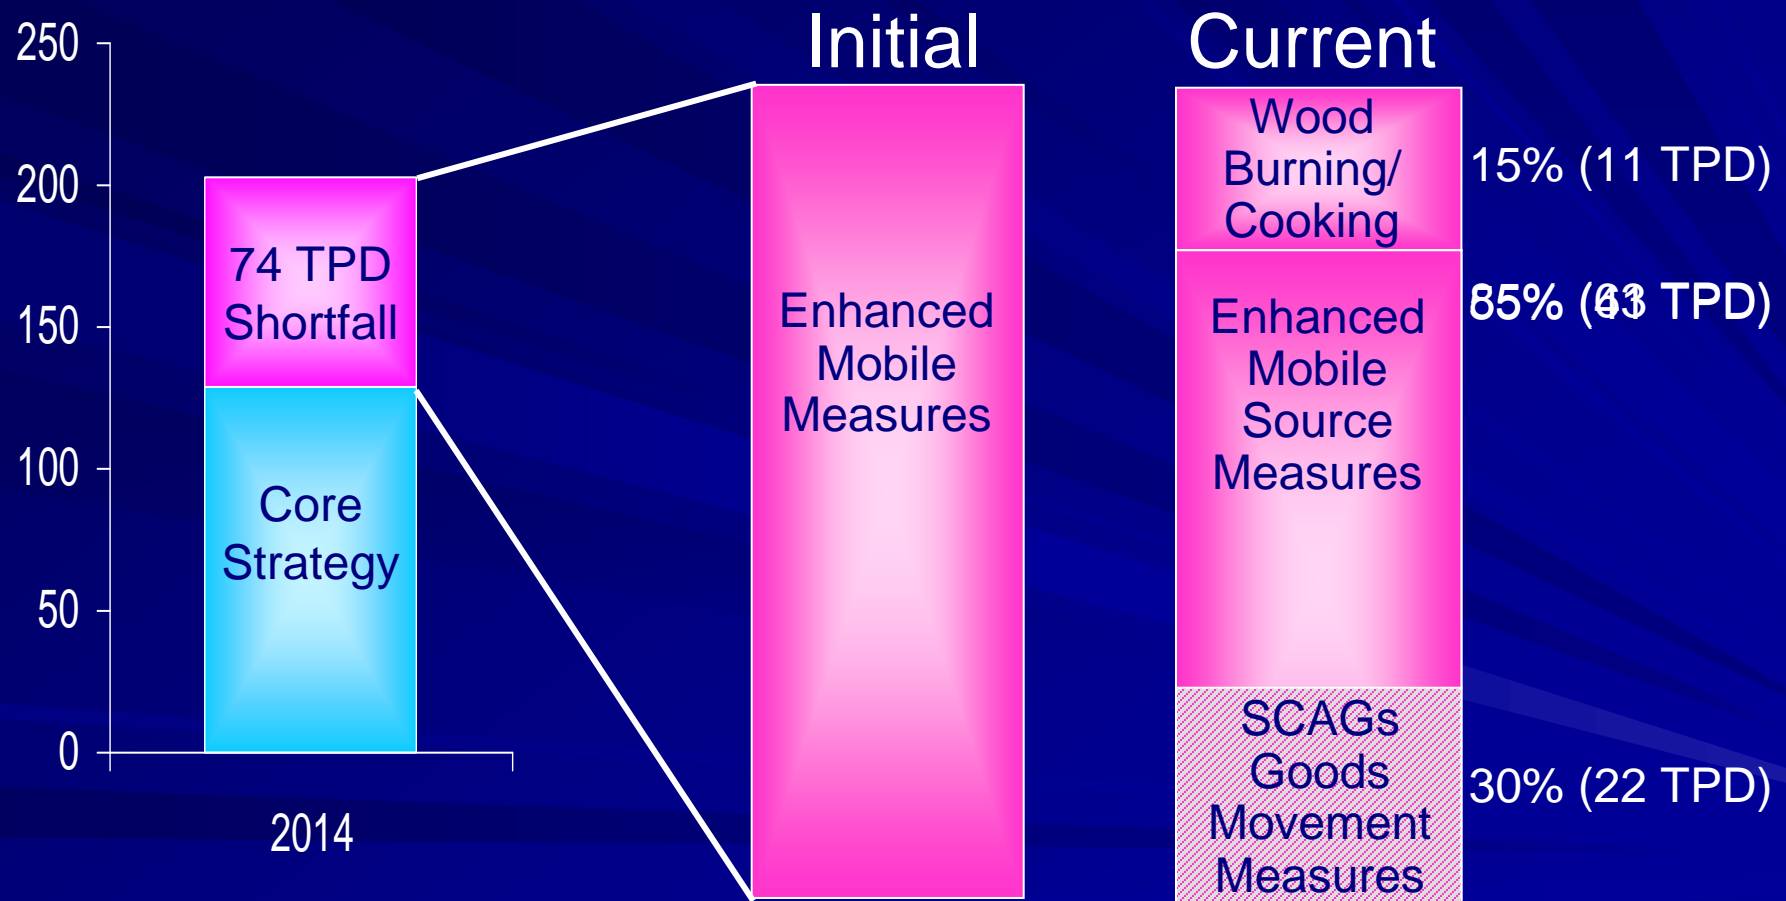 Initial
Current
250
200
150
100
50
0
74 TPD
Shortfall
Core
Strategy
2014
Enhanced
Mobile
Measures
Wood
Burning/
Cooking
15% (11 TPD)
Enhanced
Mobile
Source
Measures
TPD)
SCAGs
Goods
Movement
Measures
30% (22 TPD)